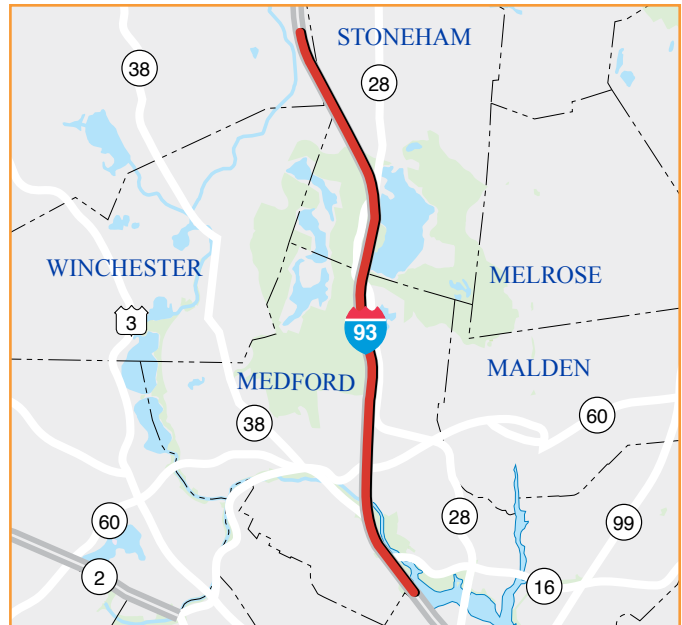 STONEHAM
38
28
WINCHESTER
MELROSE
3
93
MEDFORD
MALDEN
38
60
60
28
99
2
16